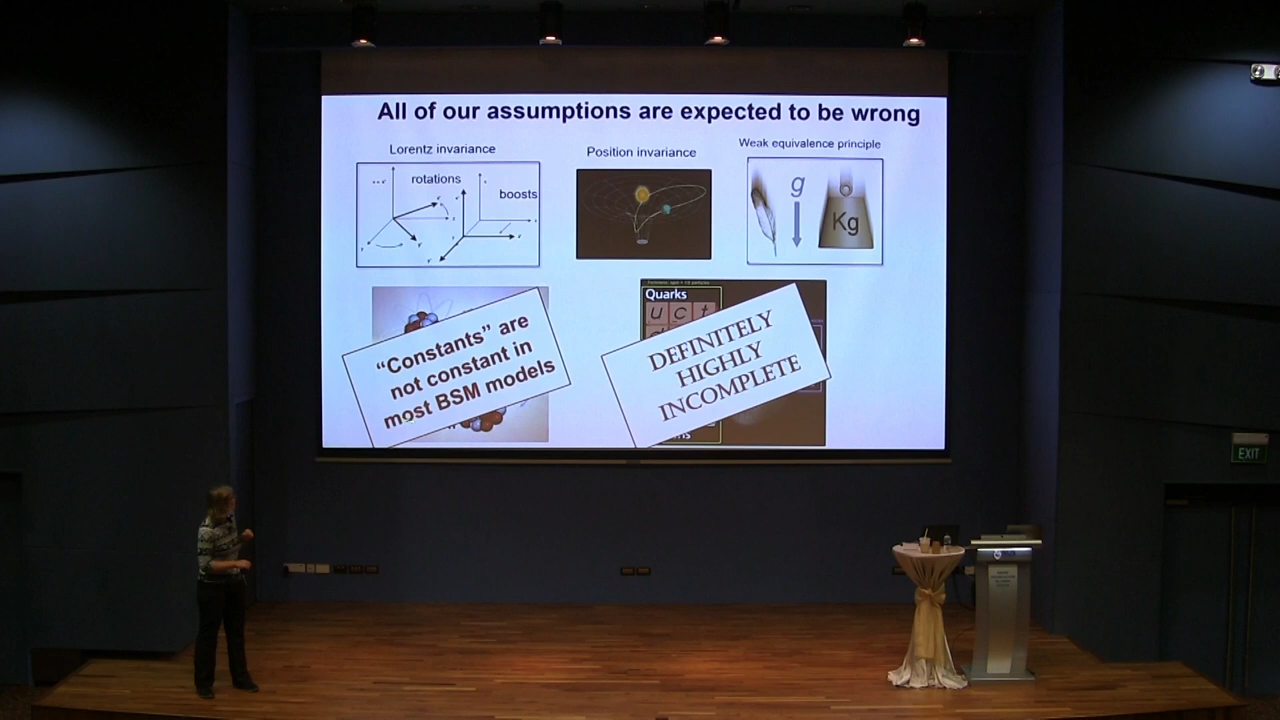 All of our assumptions are expected to be wrong
Lorentz invariance
Position invariance
Weak equivalence principle
rotations
boosts
g
Kg
Quarks
u c t
"Constants" are
not constant in
most BSM models
DEFINITELY
HIGHLY
INCOMPLETE
EXIT